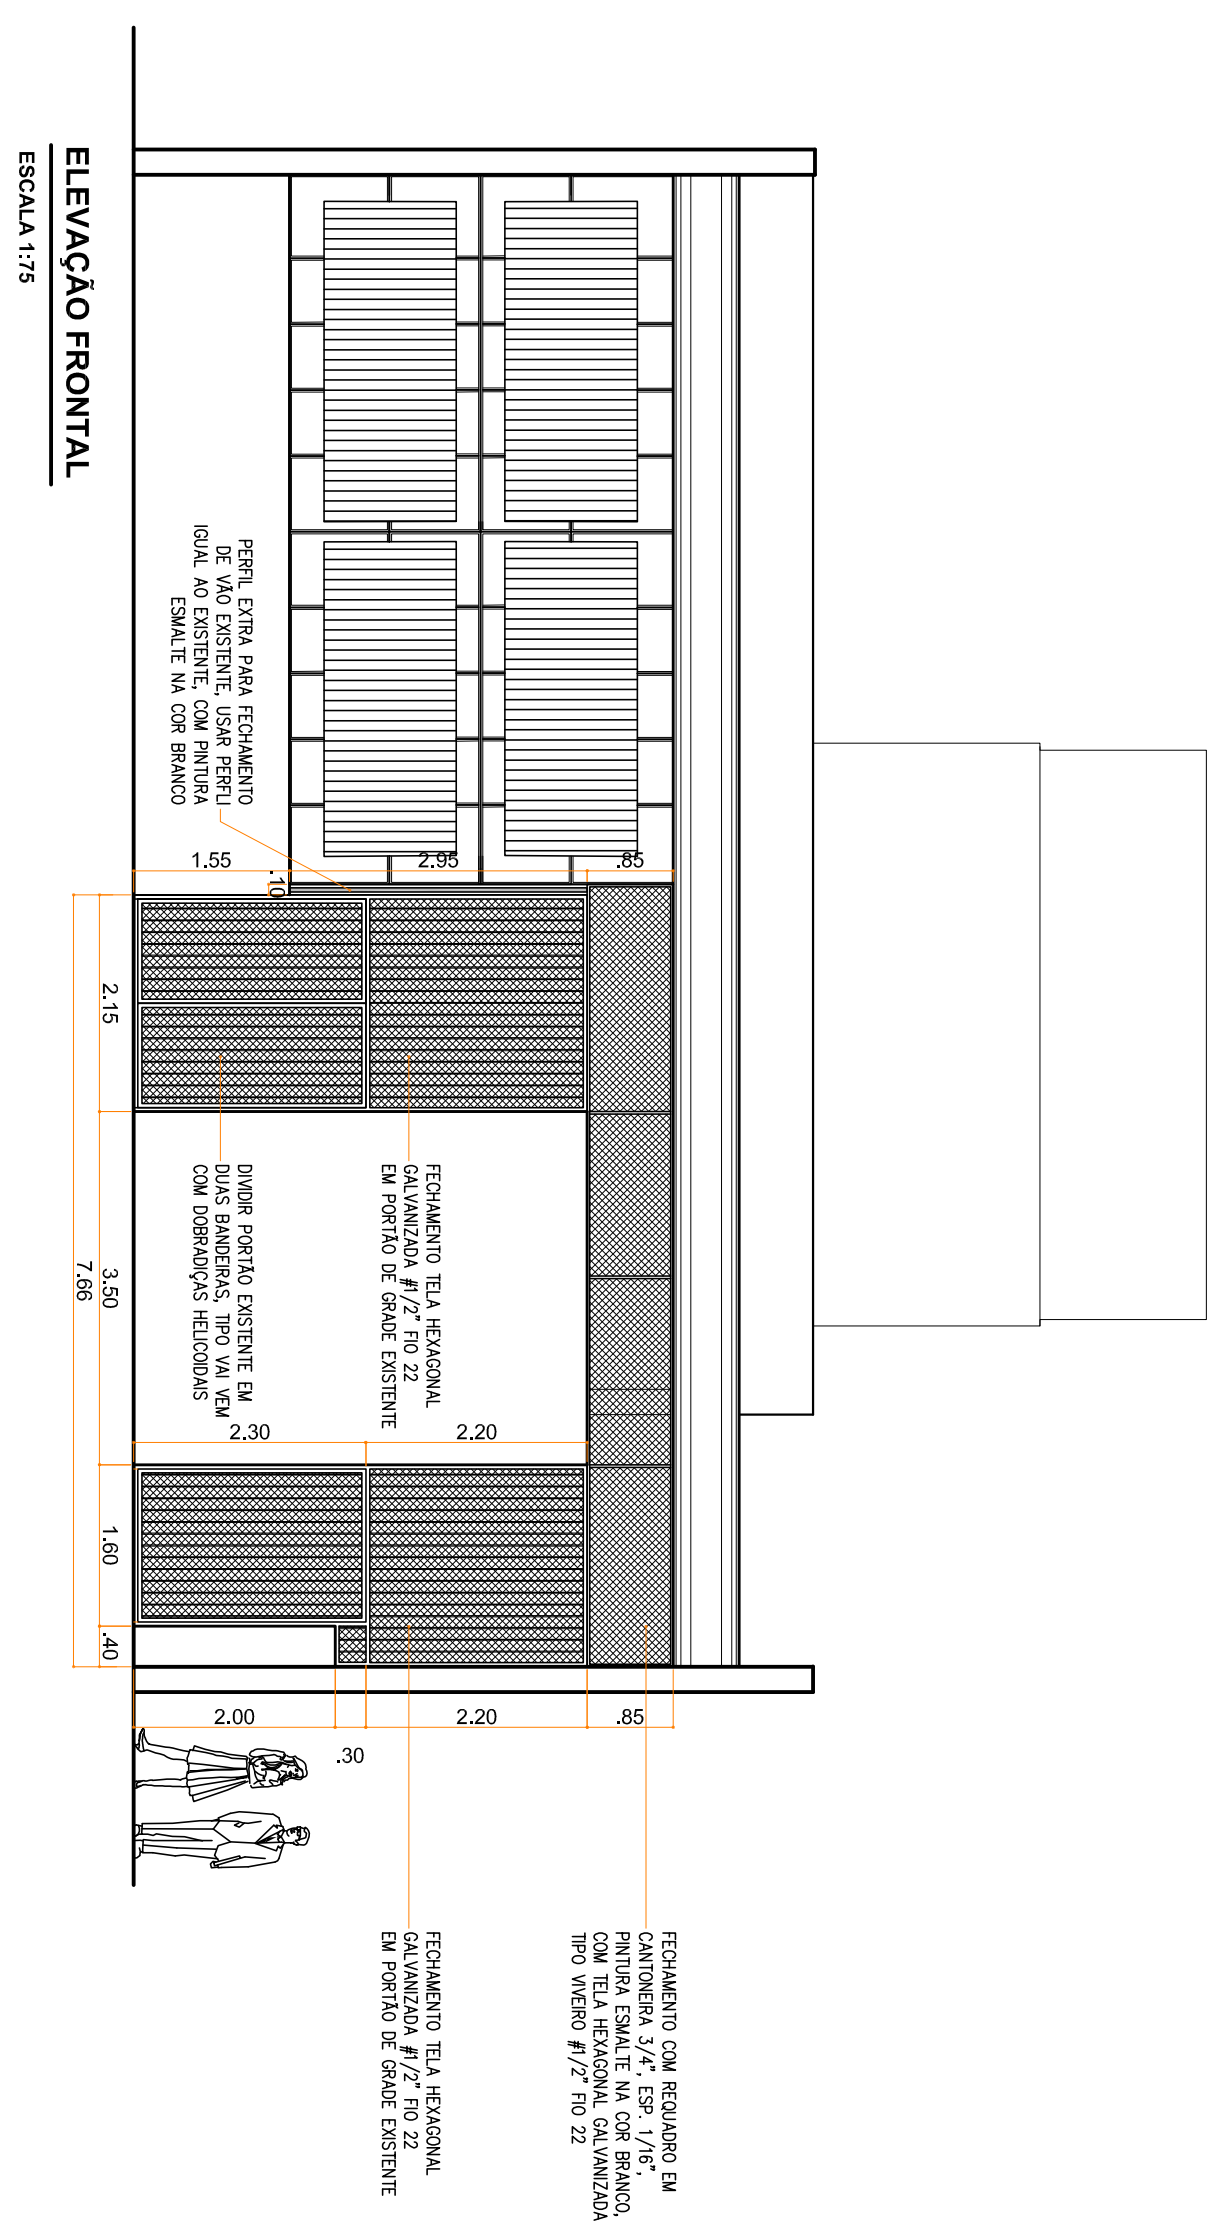 FECHAMENTO COM REQUADRO EM
CANTONEIRA 3/4", ESP. 1/16",
PINTURA ESMALTE NA COR BRANCO,
COM TELA HEXAGONAL GALVANIZADA
TIPO VIVEIRO #1/2" FIO 22
FECHAMENTO TELA HEXAGONAL
GALVANIZADA #1/2" FIO 22
EM PORTÃO DE GRADE EXISTENTE
FECHAMENTO TELA HEXAGONAL
GALVANIZADA #1/2" FIO 22
EM PORTÃO DE GRADE EXISTENTE
PERFIL EXTRA PARA FECHAMENTO
DE VÃO EXISTENTE, USAR PERFLI
IGUAL AO EXISTENTE, COM PINTURA
ESMALTE NA COR BRANCO
DIVIDIR PORTÃO EXISTENTE EM
DUAS BANDEIRAS, TIPO VAI VEM
COM DOBRADIÇAS HELICOIDAIS
.85
2.95
1.55
.10
2.20
2.30
.85
2.20
.30
2.00
2.15
3.50
1.60
.40
7.66
ELEVAÇÃO FRONTAL
ESCALA 1:75